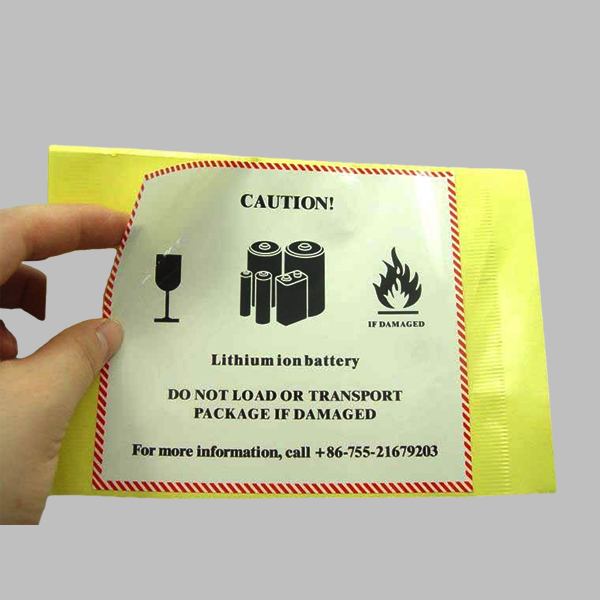 CAUTION!
IF DAMAGED
Lithium ion battery
DO NOT LOAD OR TRANSPORT
PACKAGE IF DAMAGED
For more information, call +86-755-21679203